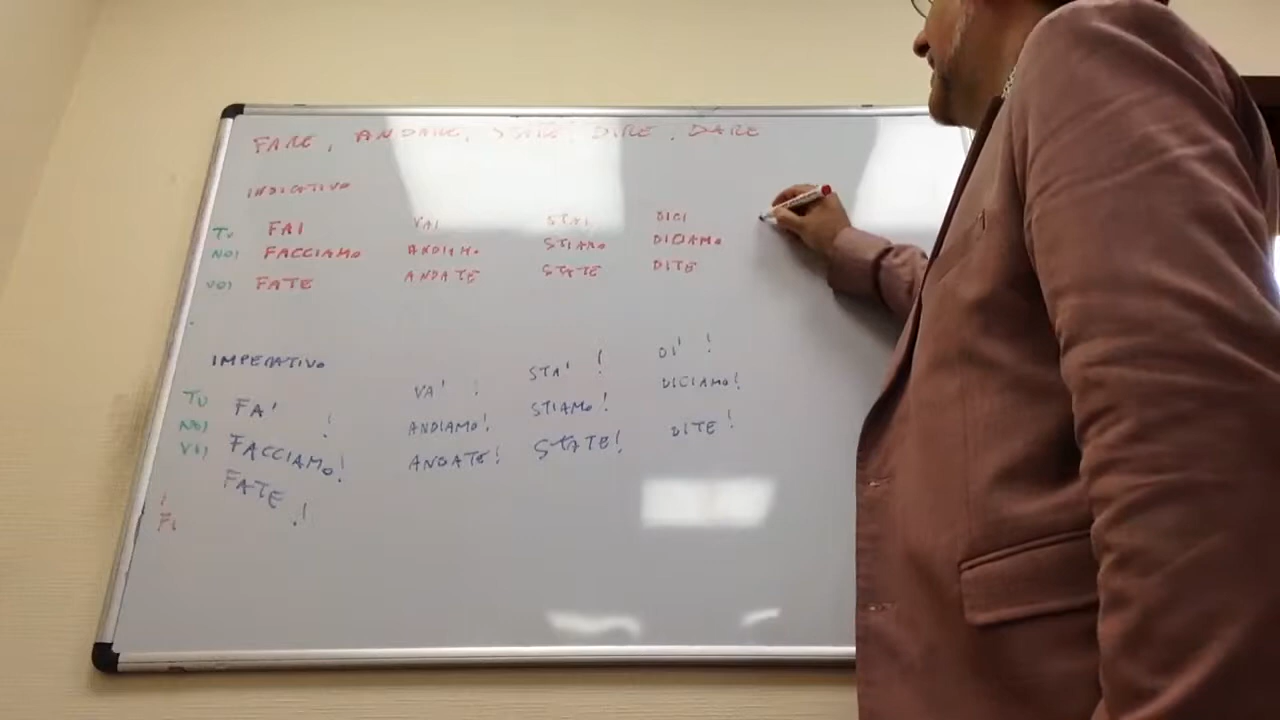 FARE, ANDARE, STARE, DIRE, DARE
INDICATIVO
TU FAI VAI STAI DICI
NOI FACCIAMO ANDIAMO STIAMO DICIAMO
VOI FATE ANDATE STATE DITE
IMPERATIVO
TU FA' ! VA' ! STA' ! DI' !
NOI FACCIAMO! ANDIAMO! STIAMO! DICIAMO!
VOI FATE ! ANDATE! STATE! DITE!